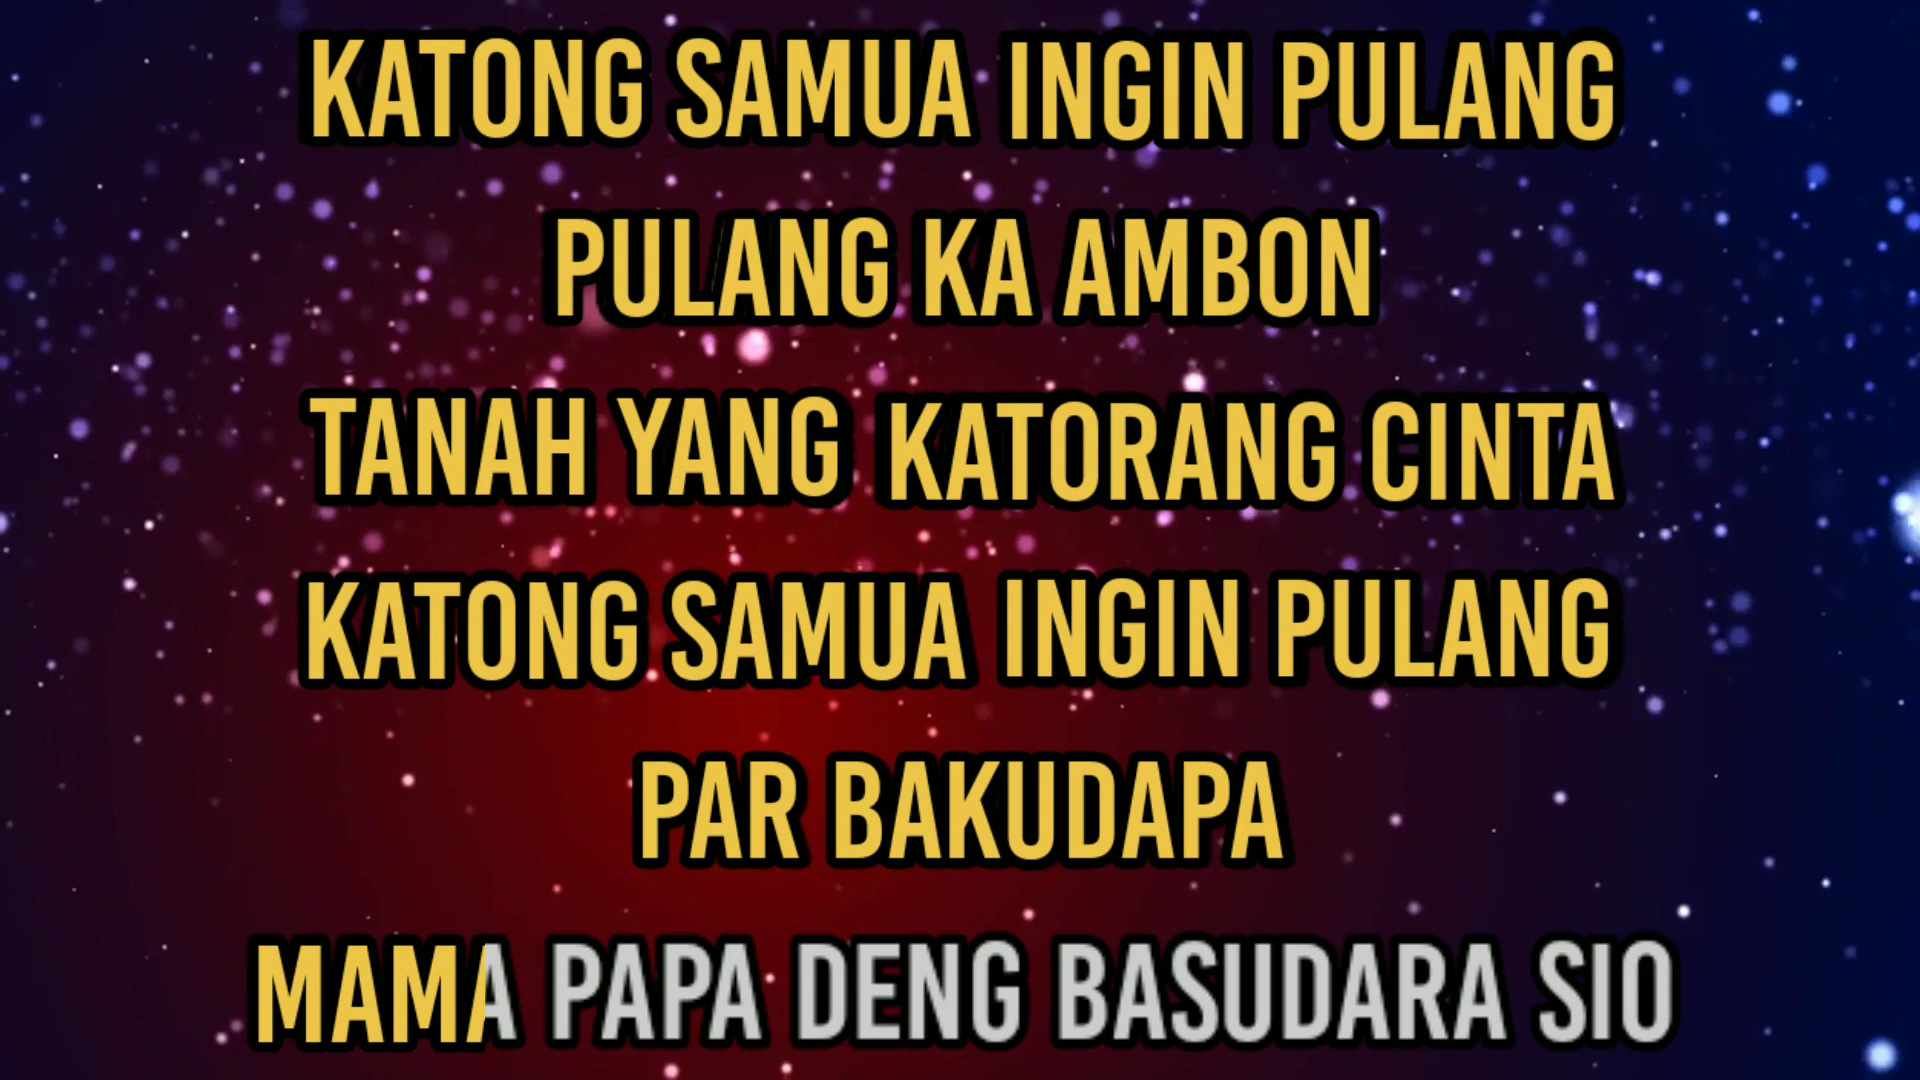 KATONG SAMUA INGIN PULANG
PULANG KA AMBON
TANAH YANG KATORANG CINTA
KATONG SAMUA INGIN PULANG
PAR BAKUDAPA
MAMA PAPA DENG BASUDARA SIO